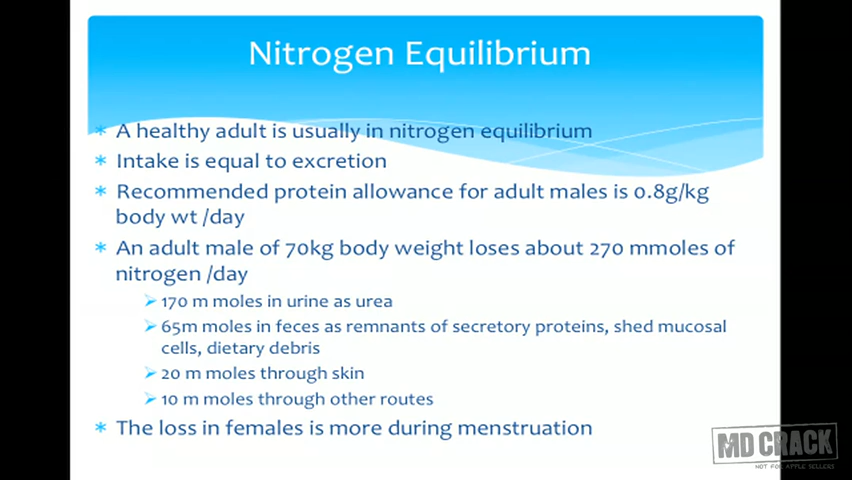 Nitrogen Equilibrium
A healthy adult is usually in nitrogen equilibrium
Intake is equal to excretion
Recommended protein allowance for adult males is 0.8g/kg
body wt /day
An adult male of 70kg body weight loses about 270 mmoles of
nitrogen /day
170 m moles in urine as urea
65m moles in feces as remnants of secretory proteins, shed mucosal
cells, dietary debris
20 m moles through skin
10 m moles through other routes
The loss in females is more during menstruation
MD CRACK
NOT FOR APPLE SELLERS